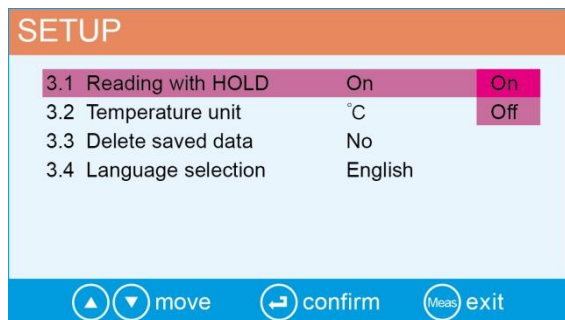 SETUP
3.1 Reading with HOLD On On
3.2 Temperature unit °C Off
3.3 Delete saved data No
3.4 Language selection English
move confirm Meas exit